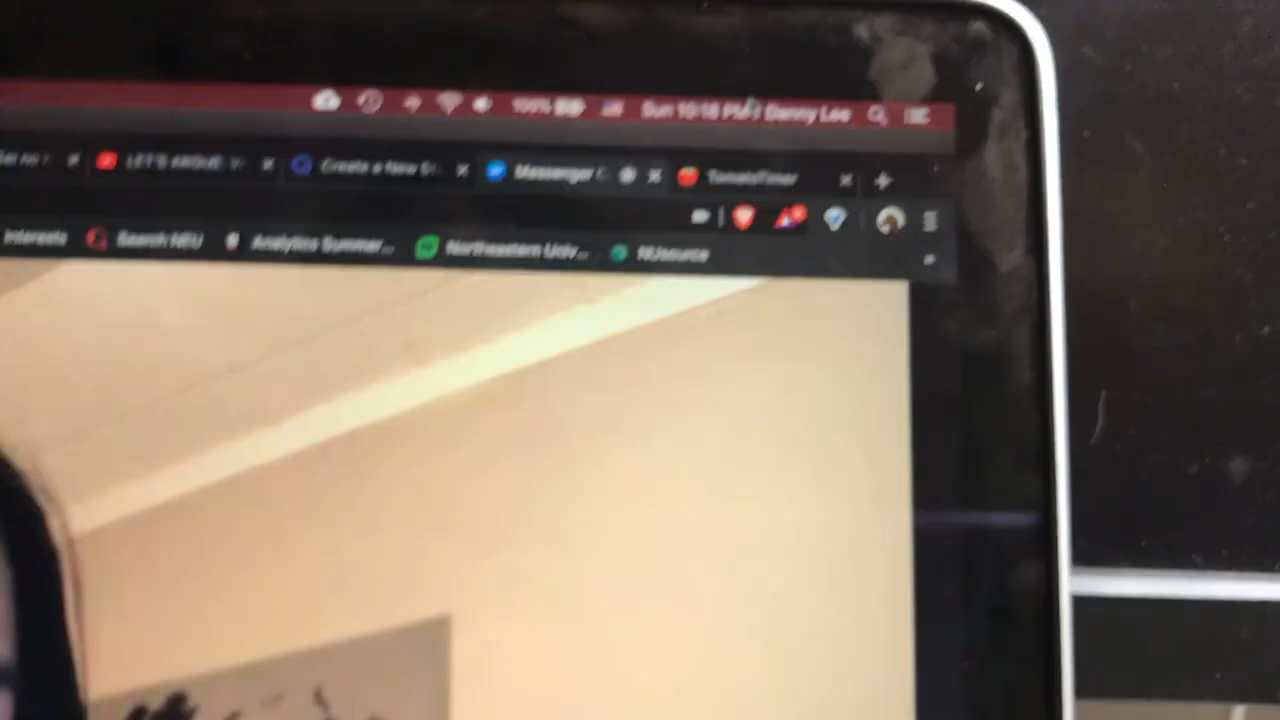 100% Sun 10:18 PM Danny Lee
LET'S ARGUE: Create a New Messenger TomatoTimer
Interests Search NEU Analytics Summer... Northeastern Univ... NUsource